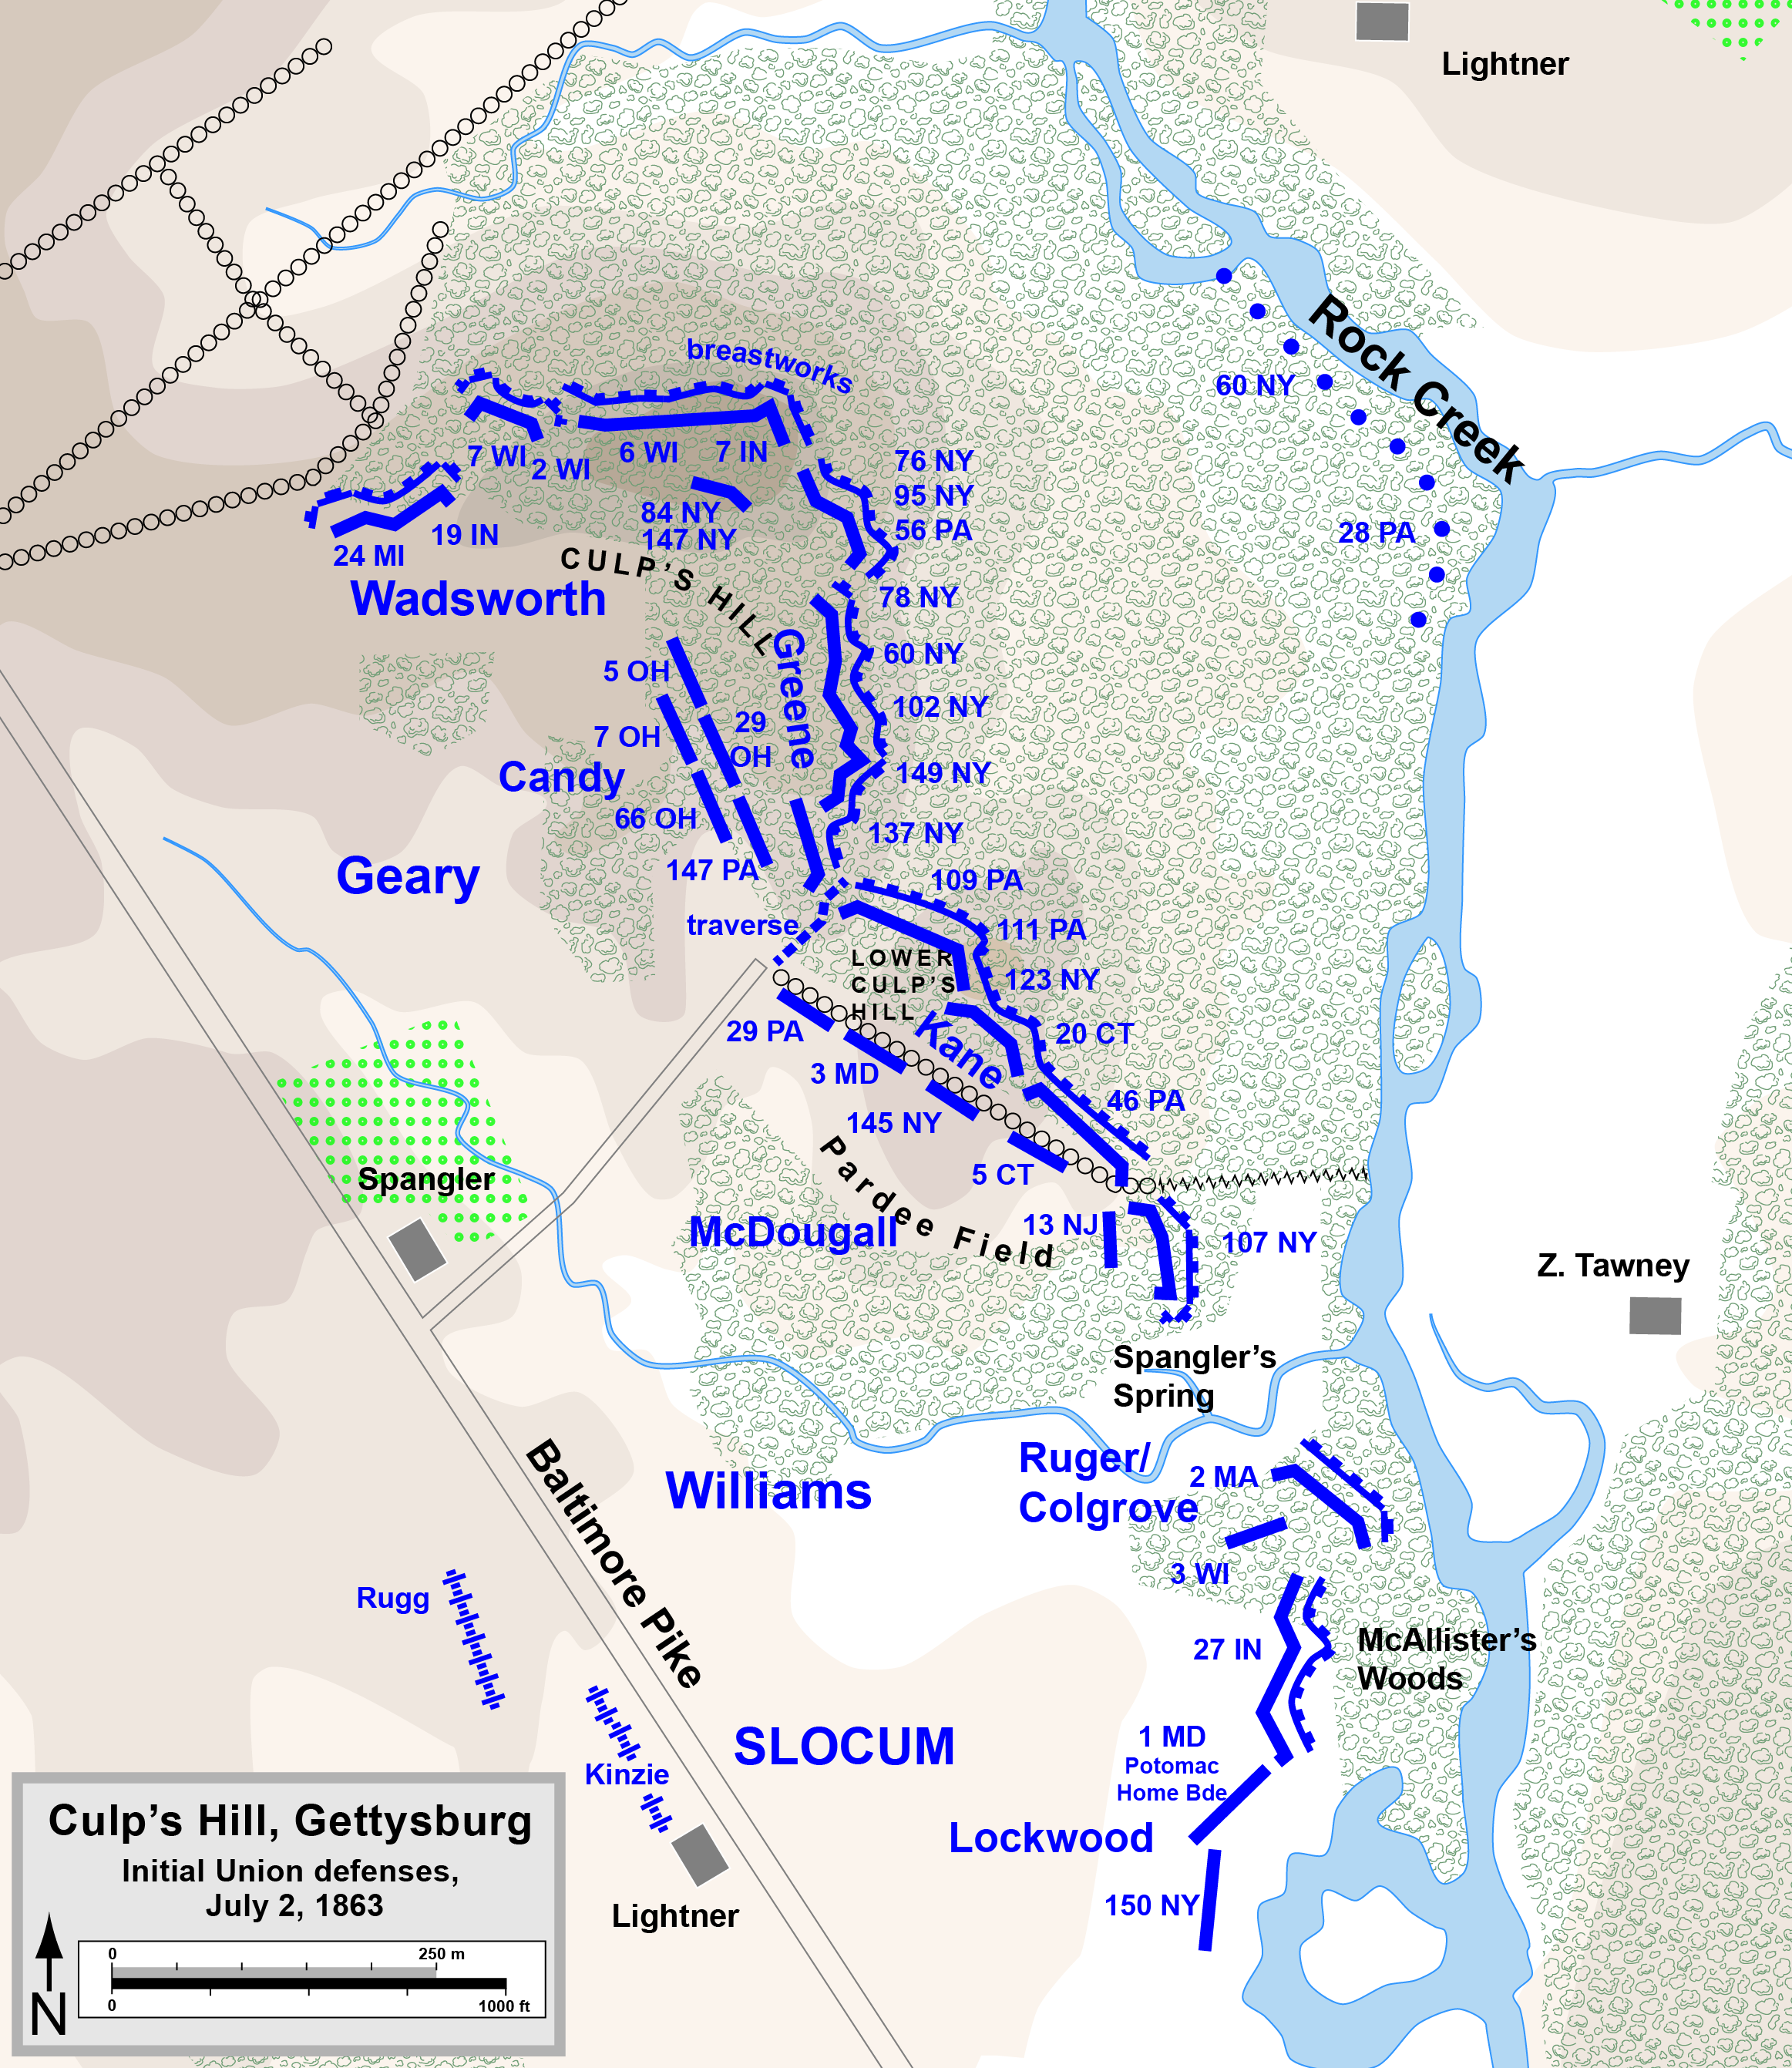 Lightner
breastworks
Rock Creek
60 NY
7 WI
2 WI
6 WI
7 IN
76 NY
95 NY
56 PA
84 NY
147 NY
19 IN
24 MI
28 PA
CULP'S HILL
Wadsworth
78 NY
Greene
60 NY
5 OH
102 NY
29
OH
7 OH
Candy
149 NY
66 OH
137 NY
147 PA
Geary
109 PA
traverse
111 PA
LOWER
CULP'S
HILL
123 NY
29 PA
Kane
20 CT
3 MD
46 PA
145 NY
Pardee Field
5 CT
Spangler
McDougall
13 NJ
107 NY
Z. Tawney
Spangler's
Spring
Baltimore Pike
Williams
Ruger/
Colgrove
2 MA
3 WI
Rugg
27 IN
McAllister's
Woods
SLOCUM
1 MD
Potomac
Home Bde
Kinzie
Lockwood
150 NY
Lightner
Culp's Hill, Gettysburg
Initial Union defenses,
July 2, 1863
N
0
250 m
0
1000 ft